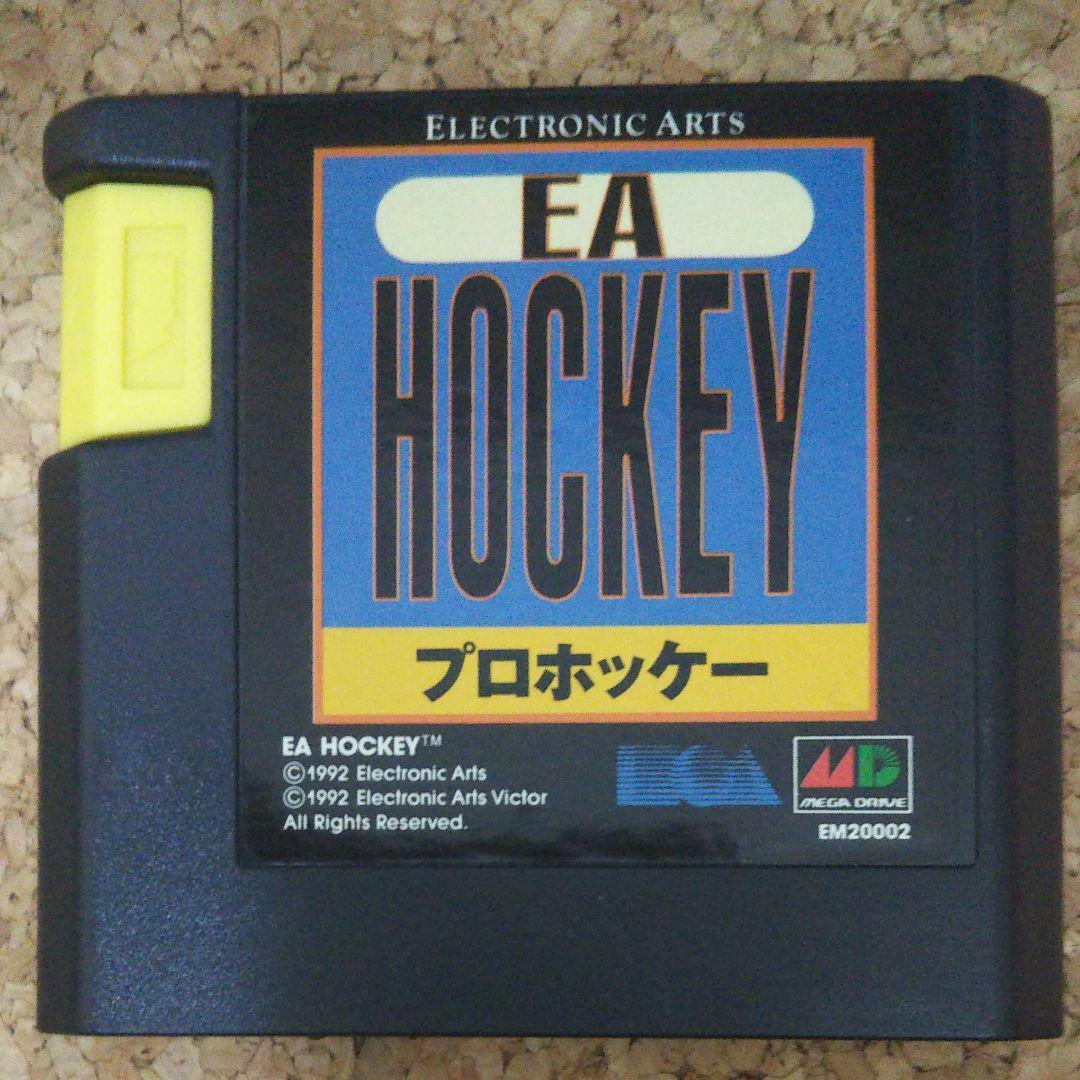 ELECTRONIC ARTS
EA
HOCKEY
プロホッケー
EA HOCKEY™
©1992 Electronic Arts
©1992 Electronic Arts Victor
All Rights Reserved.
MD
MEGA DRIVE
EM20002